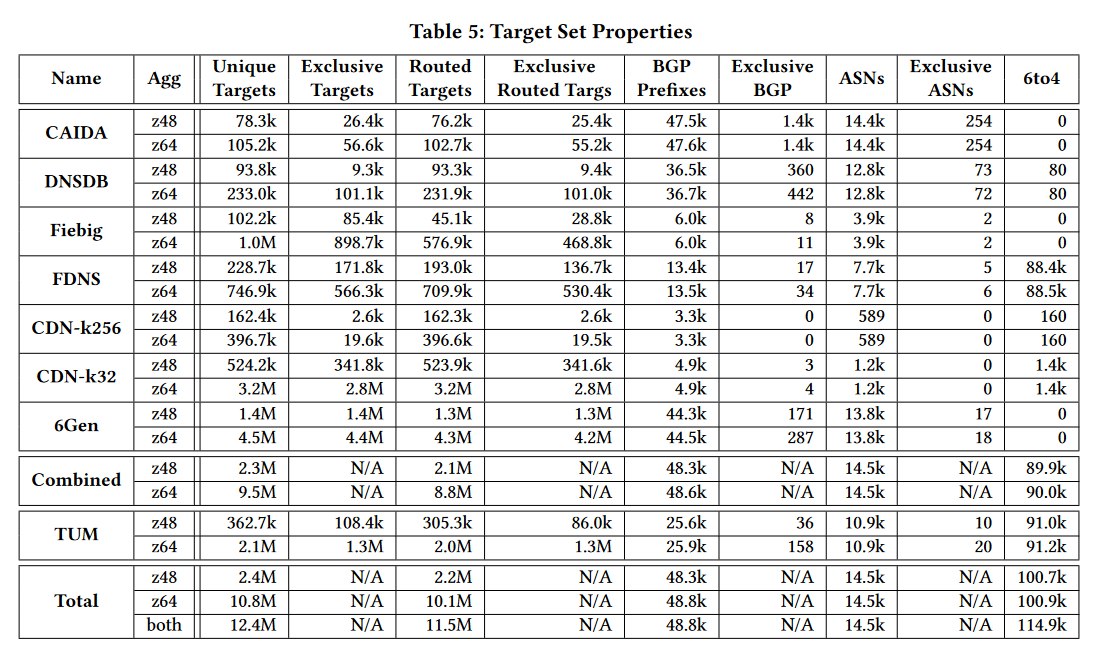 Table 5: Target Set Properties
Name Agg Unique Targets Exclusive Targets Routed Targets Exclusive Routed Targs BGP Prefixes Exclusive BGP ASNs Exclusive ASNs 6to4
CAIDA z48 78.3k 26.4k 76.2k 25.4k 47.5k 1.4k 14.4k 254 0
z64 105.2k 56.6k 102.7k 55.2k 47.6k 1.4k 14.4k 254 0
DNSDB z48 93.8k 9.3k 93.3k 9.4k 36.5k 360 12.8k 73 80
z64 233.0k 101.1k 231.9k 101.0k 36.7k 442 12.8k 72 80
Fiebig z48 102.2k 85.4k 45.1k 28.8k 6.0k 8 3.9k 2 0
z64 1.0M 898.7k 576.9k 468.8k 6.0k 11 3.9k 2 0
FDNS z48 228.7k 171.8k 193.0k 136.7k 13.4k 17 7.7k 5 88.4k
z64 746.9k 566.3k 709.9k 530.4k 13.5k 34 7.7k 6 88.5k
CDN-k256 z48 162.4k 2.6k 162.3k 2.6k 3.3k 0 589 0 160
z64 396.7k 19.6k 396.6k 19.5k 3.3k 0 589 0 160
CDN-k32 z48 524.2k 341.8k 523.9k 341.6k 4.9k 3 1.2k 0 1.4k
z64 3.2M 2.8M 3.2M 2.8M 4.9k 4 1.2k 0 1.4k
6Gen z48 1.4M 1.4M 1.3M 1.3M 44.3k 171 13.8k 17 0
z64 4.5M 4.4M 4.3M 4.2M 44.5k 287 13.8k 18 0
Combined z48 2.3M N/A 2.1M N/A 48.3k N/A 14.5k N/A 89.9k
z64 9.5M N/A 8.8M N/A 48.6k N/A 14.5k N/A 90.0k
TUM z48 362.7k 108.4k 305.3k 86.0k 25.6k 36 10.9k 10 91.0k
z64 2.1M 1.3M 2.0M 1.3M 25.9k 158 10.9k 20 91.2k
Total z48 2.4M N/A 2.2M N/A 48.3k N/A 14.5k N/A 100.7k
z64 10.8M N/A 10.1M N/A 48.8k N/A 14.5k N/A 100.9k
both 12.4M N/A 11.5M N/A 48.8k N/A 14.5k N/A 114.9k